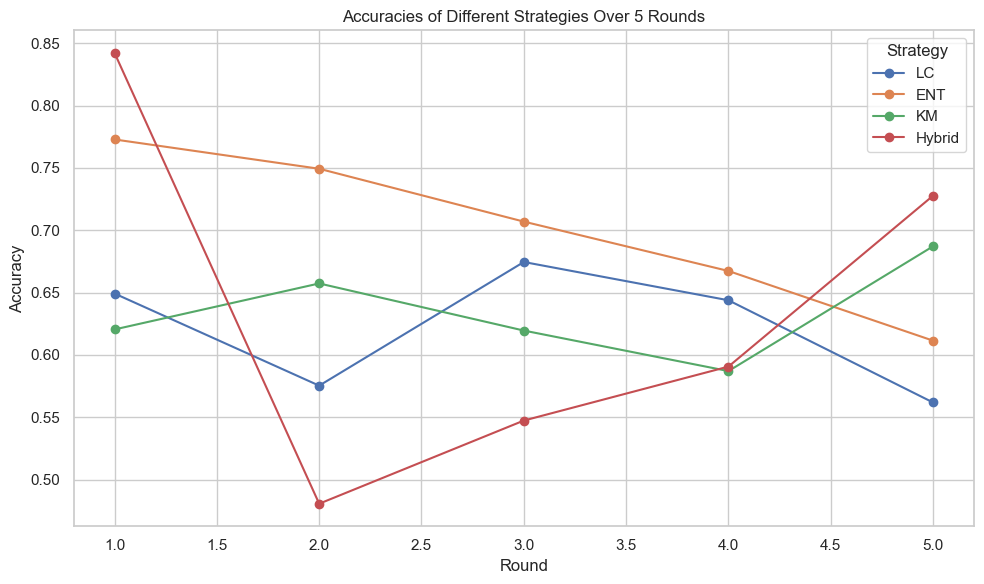 Accuracies of Different Strategies Over 5 Rounds
Accuracy
0.85
0.80
0.75
0.70
0.65
0.60
0.55
0.50
Strategy
LC
ENT
KM
Hybrid
1.0 1.5 2.0 2.5 3.0 3.5 4.0 4.5 5.0
Round